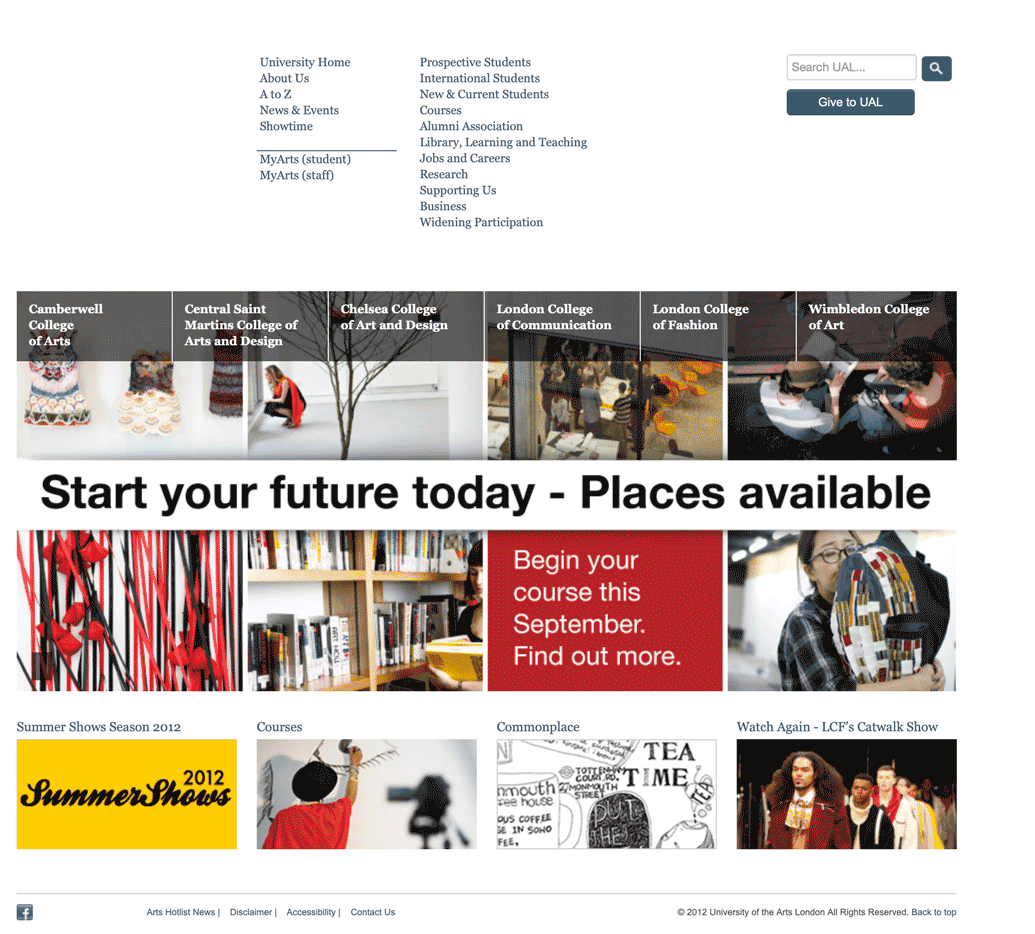 University Home
About Us
A to Z
News & Events
Showtime
MyArts (student)
MyArts (staff)
Prospective Students
International Students
New & Current Students
Courses
Alumni Association
Library, Learning and Teaching
Jobs and Careers
Research
Supporting Us
Business
Widening Participation
Search UAL...
Give to UAL
Camberwell
College
of Arts
Central Saint
Martins College of
Arts and Design
Chelsea College
of Art and Design
London College
of Communication
London College
of Fashion
Wimbledon College
of Art
Start your future today - Places available
Begin your
course this
September.
Find out more.
Summer Shows Season 2012
Courses
Commonplace
Watch Again - LCF's Catwalk Show
2012
SummerShows
TEA
TIME
TOTTENHAM
COURT RD.
27 MONMOUTH
STREET
TEA
PUT
THE
nmouth
fee house
OUS COFFEE
SE IN SOHO
FEE.
Arts Hotlist News | Disclaimer | Accessibility | Contact Us
© 2012 University of the Arts London All Rights Reserved. Back to top